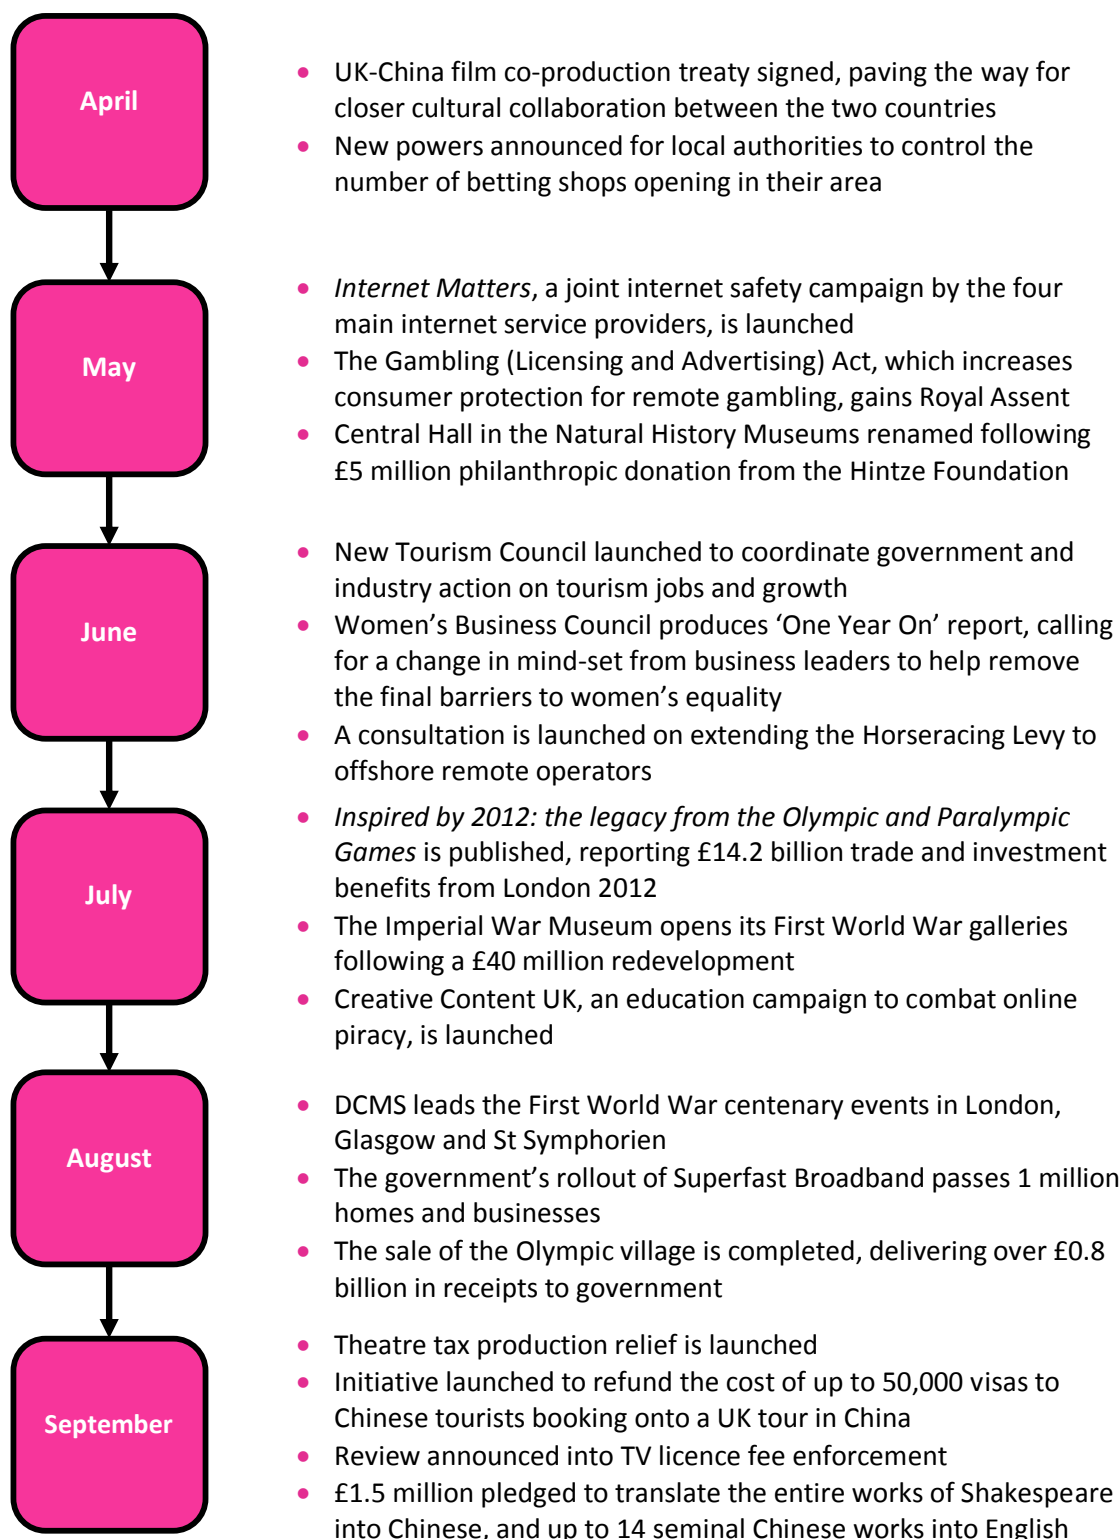 April
• UK-China film co-production treaty signed, paving the way for
closer cultural collaboration between the two countries
• New powers announced for local authorities to control the
number of betting shops opening in their area
May
• Internet Matters, a joint internet safety campaign by the four
main internet service providers, is launched
• The Gambling (Licensing and Advertising) Act, which increases
consumer protection for remote gambling, gains Royal Assent
• Central Hall in the Natural History Museums renamed following
£5 million philanthropic donation from the Hintze Foundation
June
• New Tourism Council launched to coordinate government and
industry action on tourism jobs and growth
• Women’s Business Council produces ‘One Year On’ report, calling
for a change in mind-set from business leaders to help remove
the final barriers to women’s equality
• A consultation is launched on extending the Horseracing Levy to
offshore remote operators
July
• Inspired by 2012: the legacy from the Olympic and Paralympic
Games is published, reporting £14.2 billion trade and investment
benefits from London 2012
• The Imperial War Museum opens its First World War galleries
following a £40 million redevelopment
• Creative Content UK, an education campaign to combat online
piracy, is launched
August
• DCMS leads the First World War centenary events in London,
Glasgow and St Symphorien
• The government’s rollout of Superfast Broadband passes 1 million
homes and businesses
• The sale of the Olympic village is completed, delivering over £0.8
billion in receipts to government
September
• Theatre tax production relief is launched
• Initiative launched to refund the cost of up to 50,000 visas to
Chinese tourists booking onto a UK tour in China
• Review announced into TV licence fee enforcement
• £1.5 million pledged to translate the entire works of Shakespeare
into Chinese, and up to 14 seminal Chinese works into English